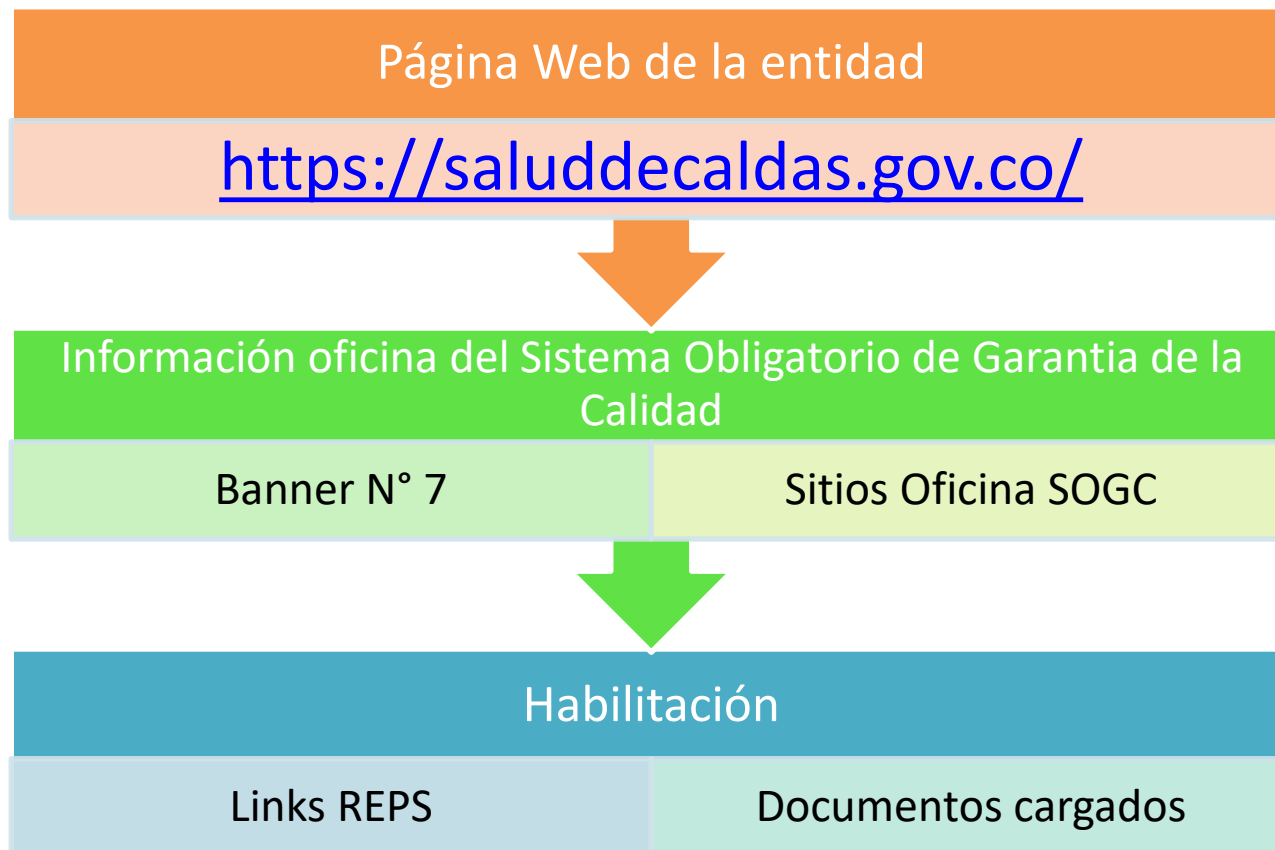 Página Web de la entidad
https://saluddecaldas.gov.co/
Información oficina del Sistema Obligatorio de Garantia de la
Calidad
Banner N° 7
Sitios Oficina SOGC
Habilitación
Links REPS
Documentos cargados